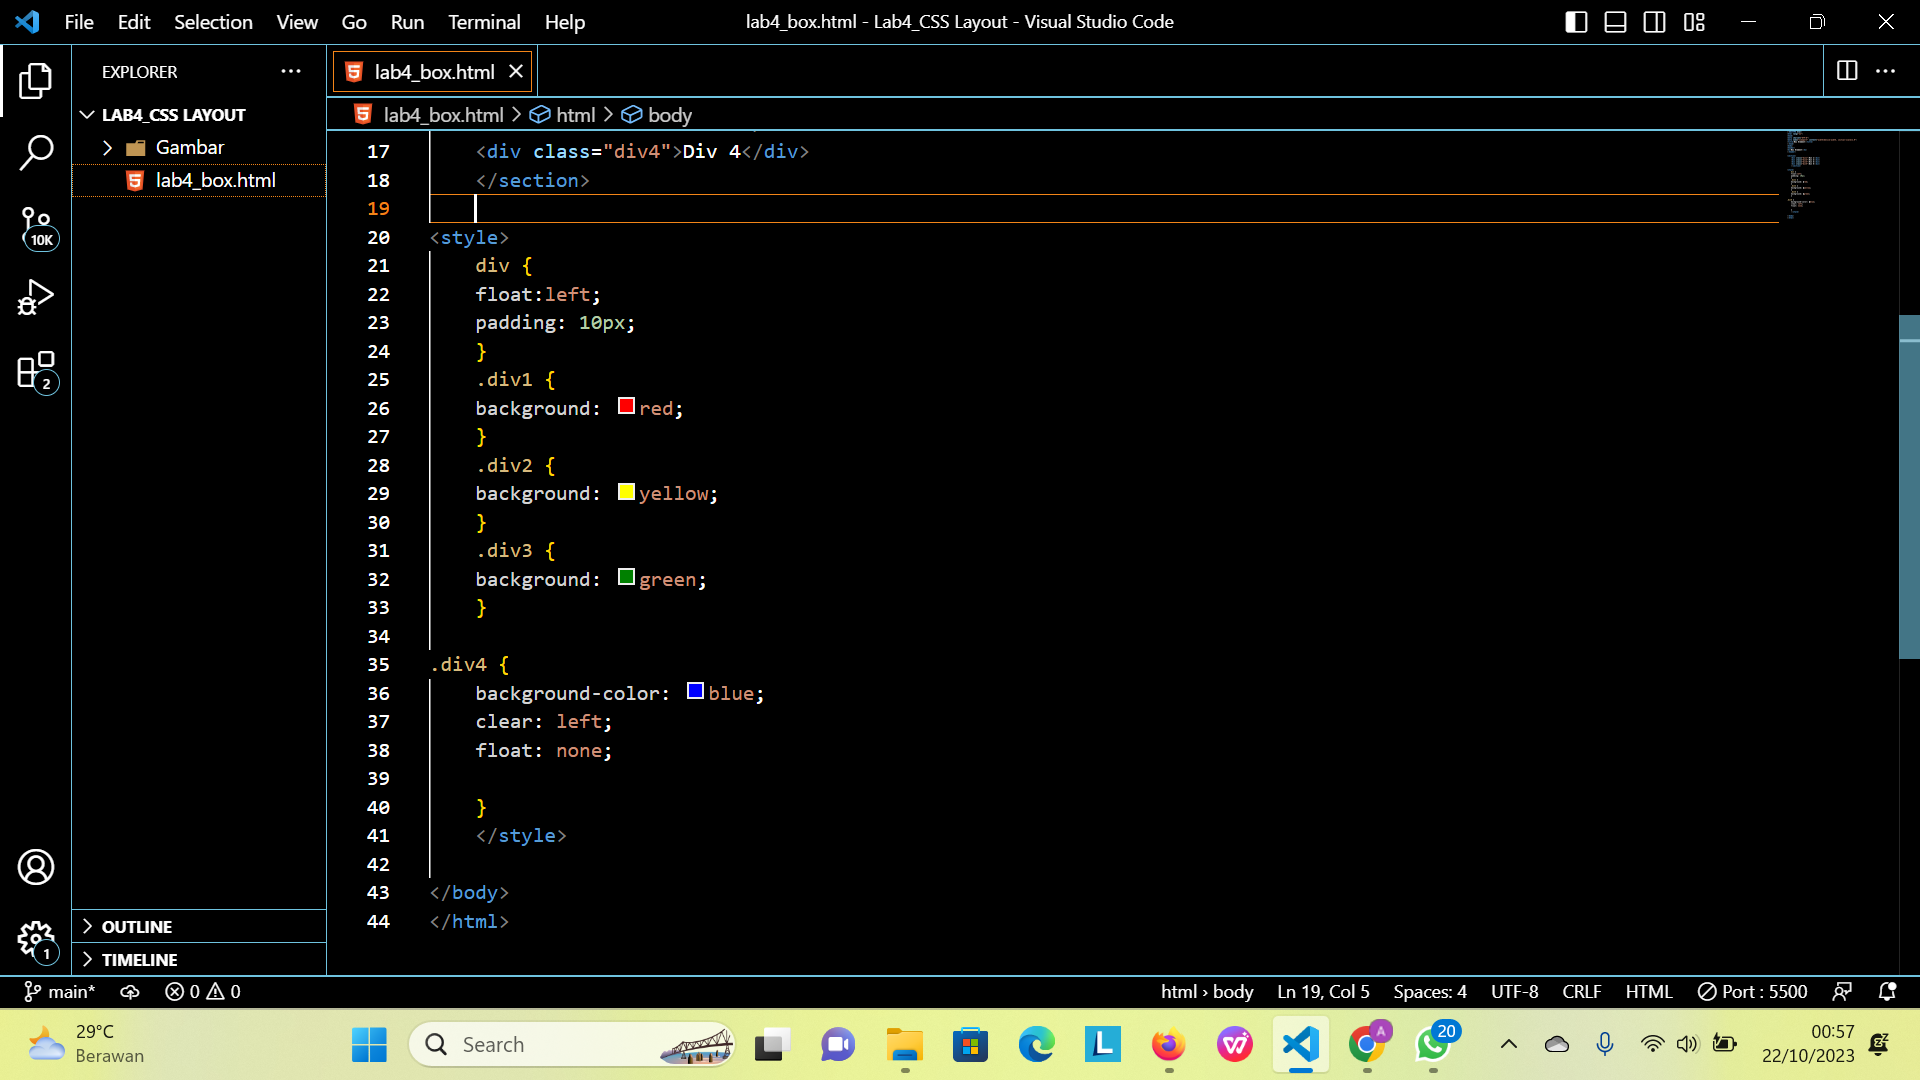 File Edit Selection View Go Run Terminal Help
lab4_box.html - Lab4_CSS Layout - Visual Studio Code
EXPLORER
LAB4_CSS LAYOUT
Gambar
lab4_box.html
10K
2
1
OUTLINE
TIMELINE
lab4_box.html
lab4_box.html > html > body
17 <div class="div4">Div 4</div>
18 </section>
19
20 <style>
21 div {
22 float:left;
23 padding: 10px;
24 }
25 .div1 {
26 background: red;
27 }
28 .div2 {
29 background: yellow;
30 }
31 .div3 {
32 background: green;
33 }
34
35 .div4 {
36 background-color: blue;
37 clear: left;
38 float: none;
39
40 }
41 </style>
42
43 </body>
44 </html>
main* 0 0
html › body Ln 19, Col 5 Spaces: 4 UTF-8 CRLF HTML Port : 5500
29°C
Berawan
Search
A
20
00:57
22/10/2023